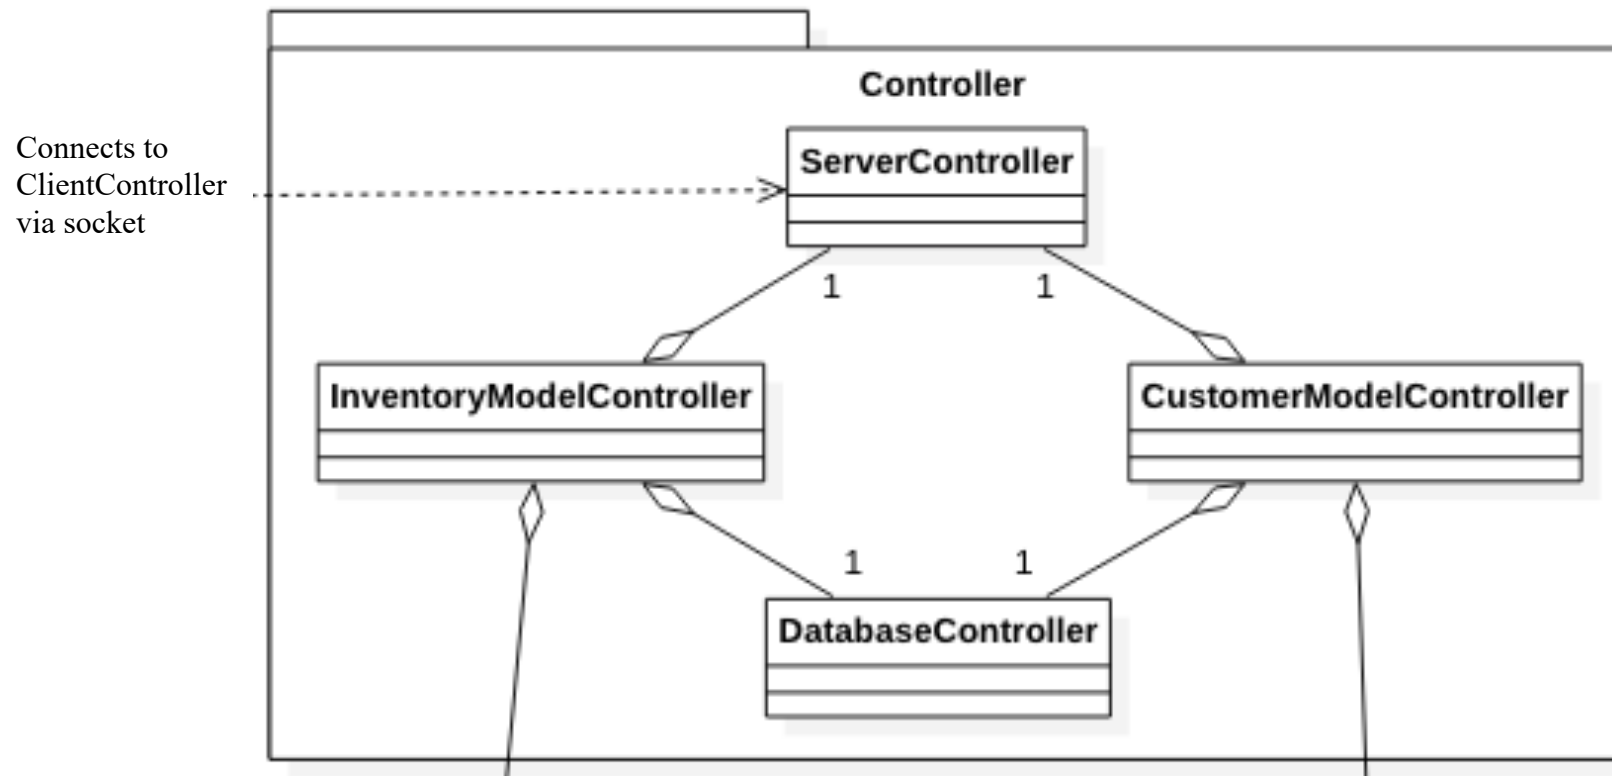 Controller
Connects to
ClientController
via socket
ServerController
1
1
InventoryModelController
CustomerModelController
1
1
DatabaseController